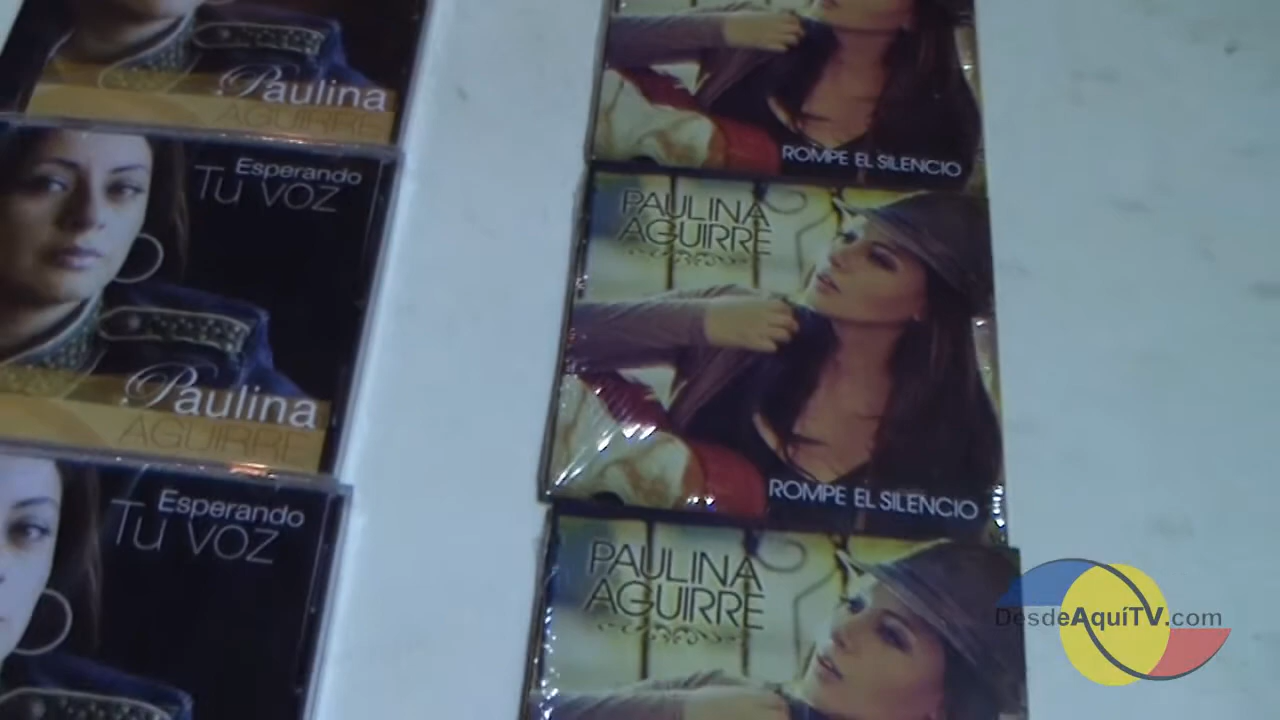 Paulina
AGUIRRE
Esperando
Tu voz
Paulina
AGUIRRE
Esperando
Tu voz
ROMPE EL SILENCIO
PAULINA
AGUIRRE
ROMPE EL SILENCIO
PAULINA
AGUIRRE
DesdeAquíTV.com